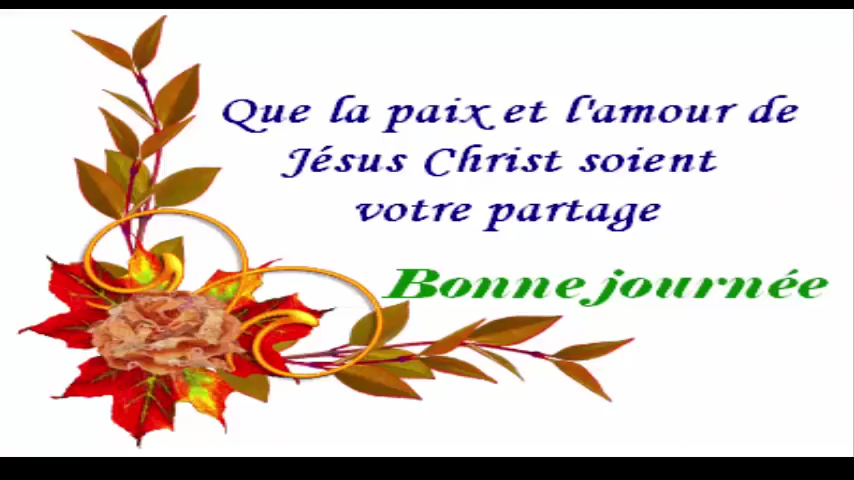 Que la paix et l'amour de
Jésus Christ soient
votre partage
Bonne journée